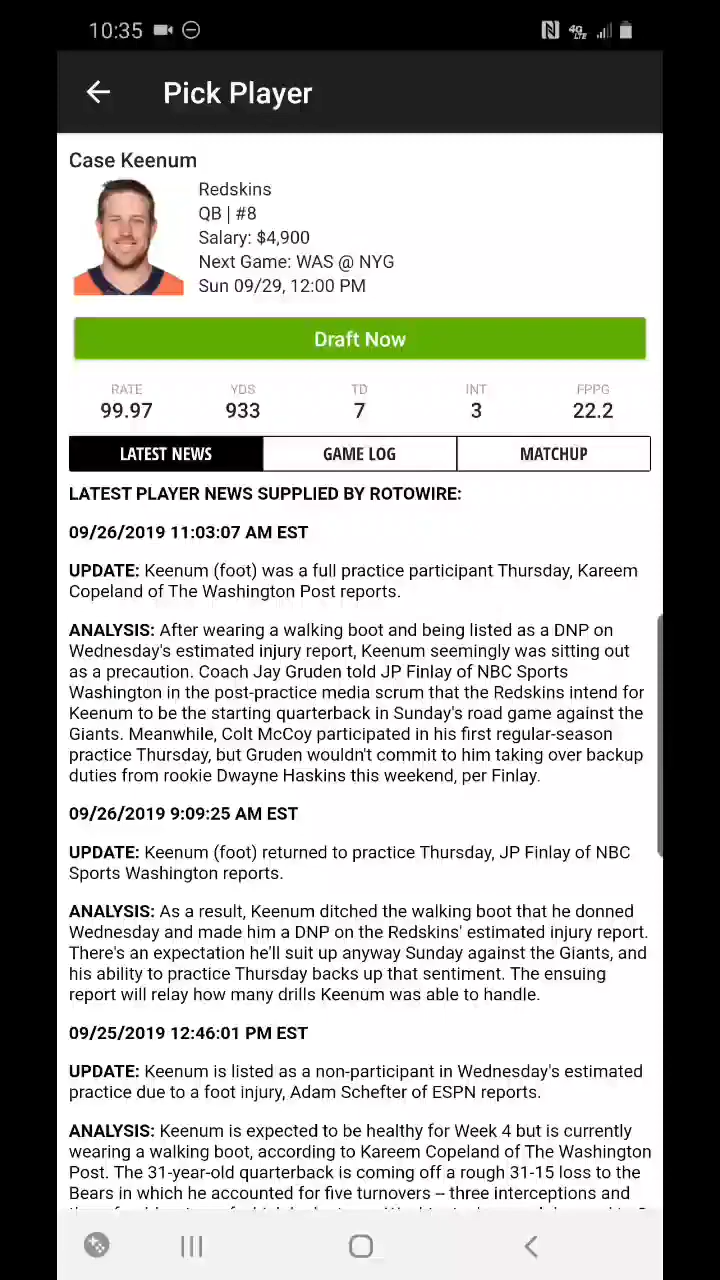 10:35
4G LTE
Pick Player
Case Keenum
Redskins
QB | #8
Salary: $4,900
Next Game: WAS @ NYG
Sun 09/29, 12:00 PM
Draft Now
RATE YDS TD INT FPPG
99.97 933 7 3 22.2
LATEST NEWS GAME LOG MATCHUP
LATEST PLAYER NEWS SUPPLIED BY ROTOWIRE:
09/26/2019 11:03:07 AM EST
UPDATE: Keenum (foot) was a full practice participant Thursday, Kareem
Copeland of The Washington Post reports.
ANALYSIS: After wearing a walking boot and being listed as a DNP on
Wednesday's estimated injury report, Keenum seemingly was sitting out
as a precaution. Coach Jay Gruden told JP Finlay of NBC Sports
Washington in the post-practice media scrum that the Redskins intend for
Keenum to be the starting quarterback in Sunday's road game against the
Giants. Meanwhile, Colt McCoy participated in his first regular-season
practice Thursday, but Gruden wouldn't commit to him taking over backup
duties from rookie Dwayne Haskins this weekend, per Finlay.
09/26/2019 9:09:25 AM EST
UPDATE: Keenum (foot) returned to practice Thursday, JP Finlay of NBC
Sports Washington reports.
ANALYSIS: As a result, Keenum ditched the walking boot that he donned
Wednesday and made him a DNP on the Redskins' estimated injury report.
There's an expectation he'll suit up anyway Sunday against the Giants, and
his ability to practice Thursday backs up that sentiment. The ensuing
report will relay how many drills Keenum was able to handle.
09/25/2019 12:46:01 PM EST
UPDATE: Keenum is listed as a non-participant in Wednesday's estimated
practice due to a foot injury, Adam Schefter of ESPN reports.
ANALYSIS: Keenum is expected to be healthy for Week 4 but is currently
wearing a walking boot, according to Kareem Copeland of The Washington
Post. The 31-year-old quarterback is coming off a rough 31-15 loss to the
Bears in which he accounted for five turnovers -- three interceptions and